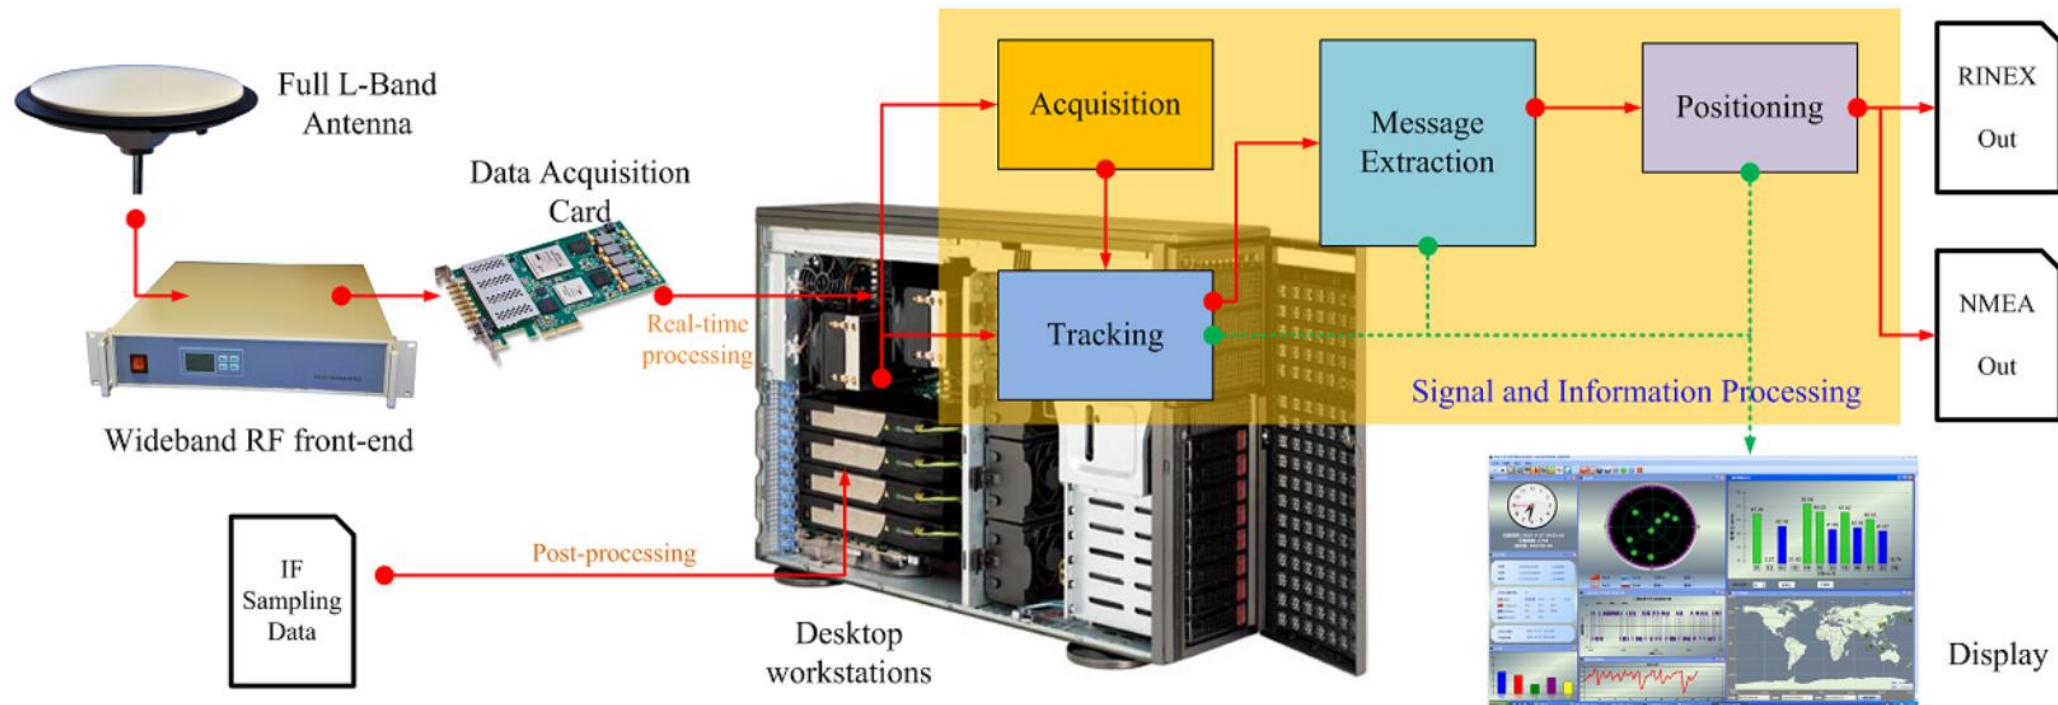 Full L-Band
Antenna
Data Acquisition
Card
Wideband RF front-end
Real-time
processing
IF
Sampling
Data
Post-processing
Desktop
workstations
Acquisition
Tracking
Message
Extraction
Positioning
Signal and Information Processing
RINEX
Out
NMEA
Out
Display